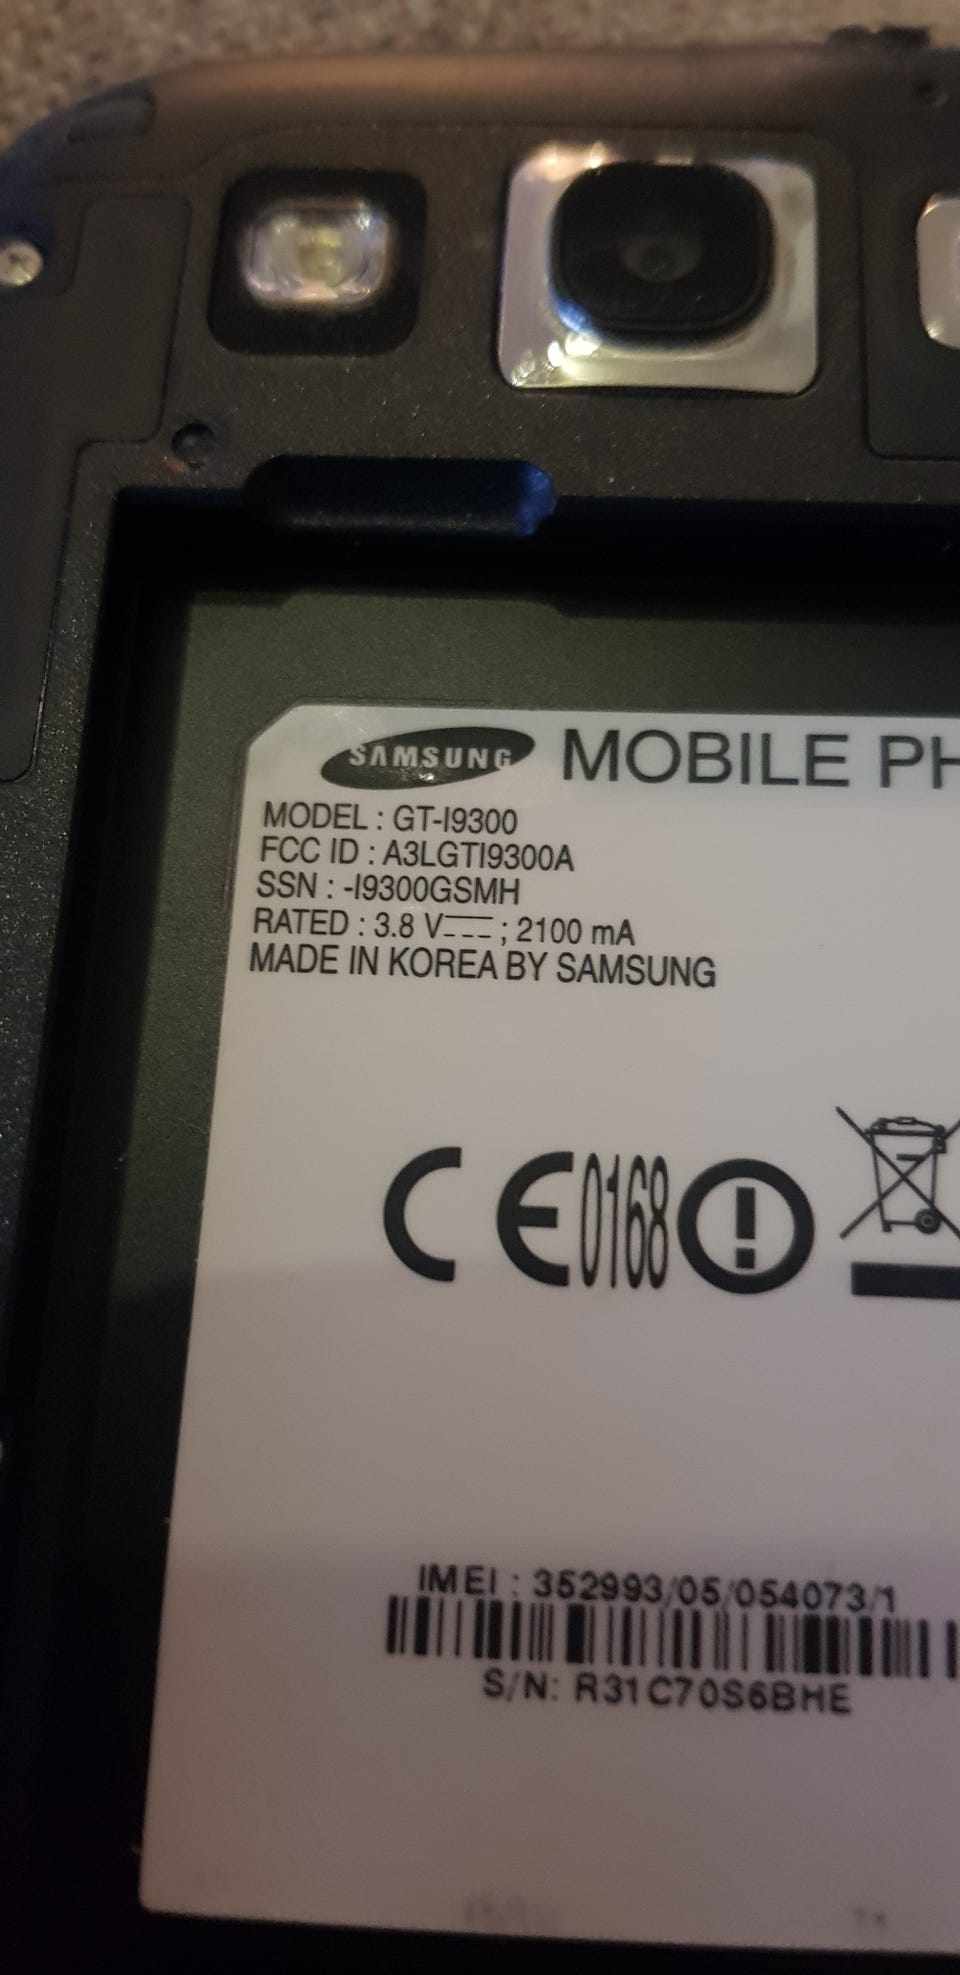 SAMSUNG MOBILE PH
MODEL : GT-I9300
FCC ID : A3LGTI9300A
SSN : -I9300GSMH
RATED : 3.8 V⎓ ; 2100 mA
MADE IN KOREA BY SAMSUNG
CE0168
IMEI : 352993/05/054073/1
S/N: R31C70S6BHE